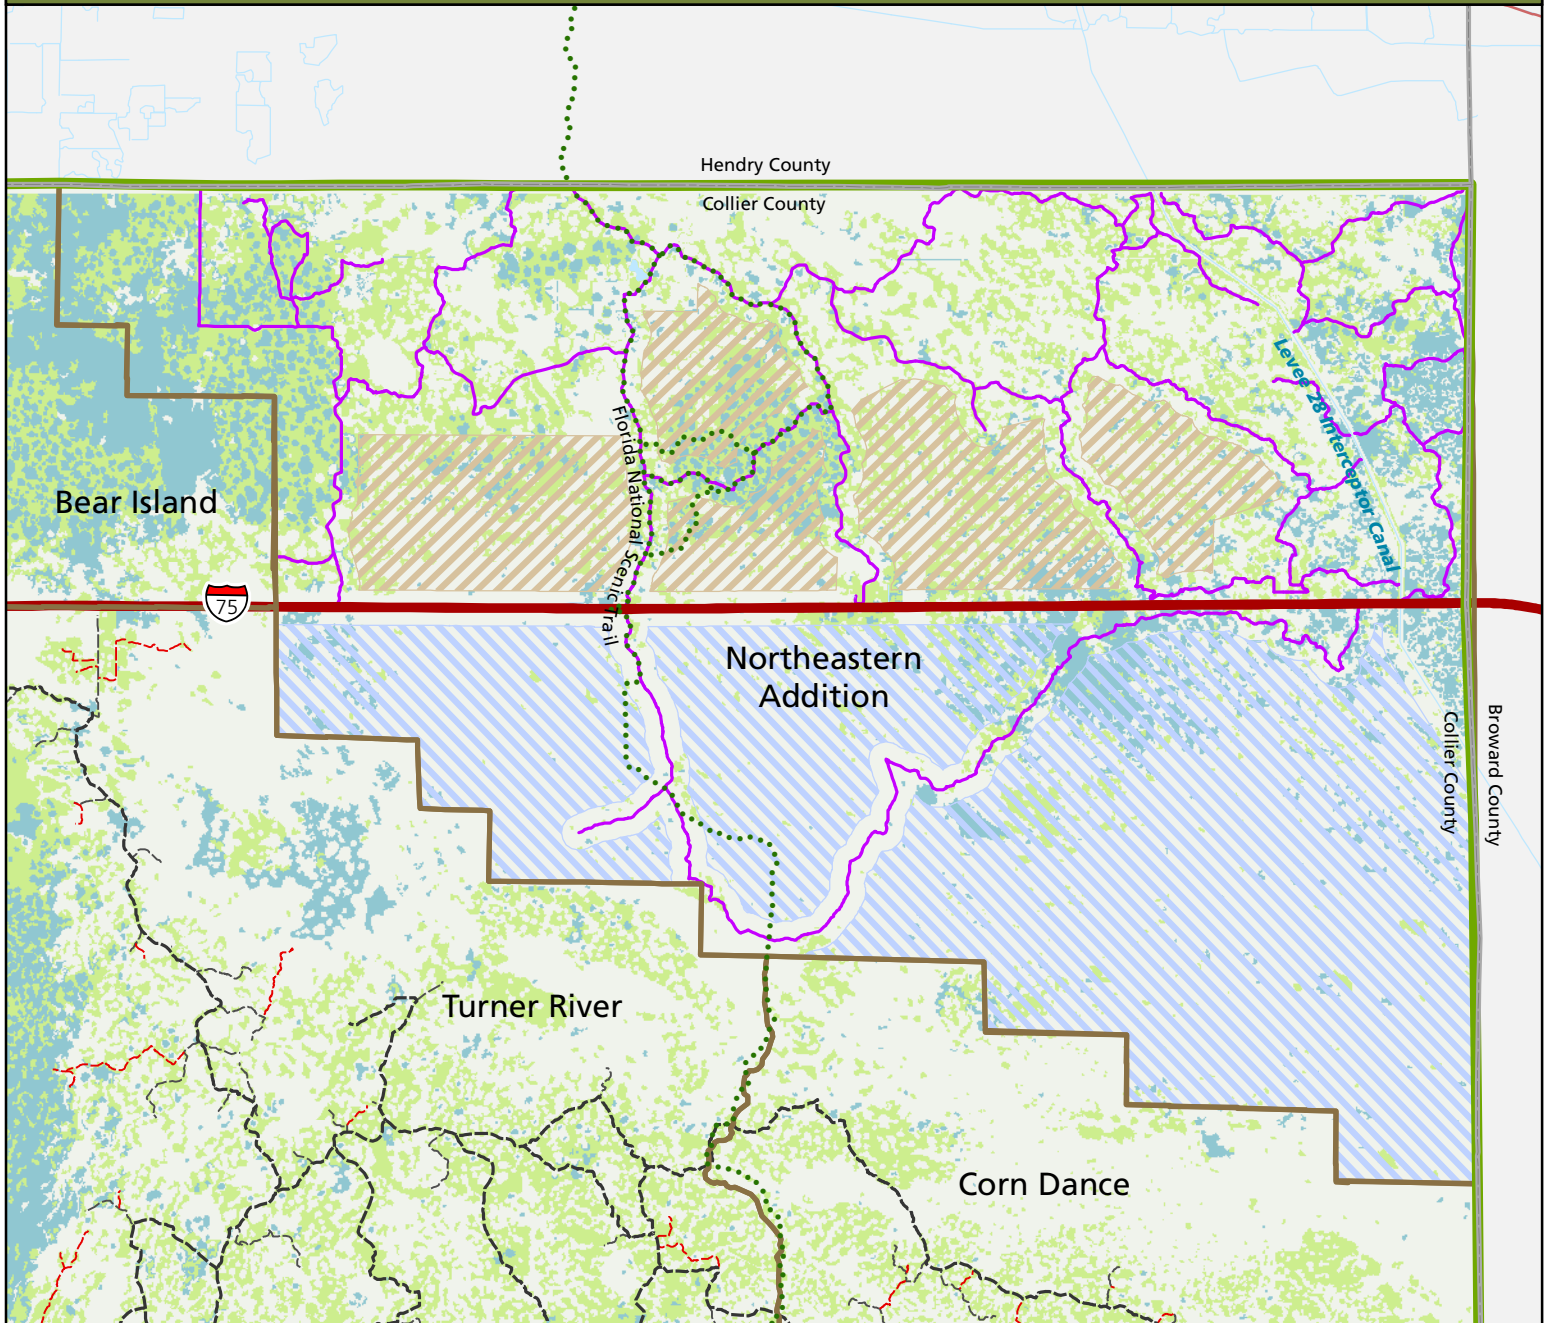 Hendry County
Collier County
Levee 28 Interceptor Canal
Florida National Scenic Trail
Bear Island
75
Northeastern
Addition
Collier County
Broward County
Turner River
Corn Dance